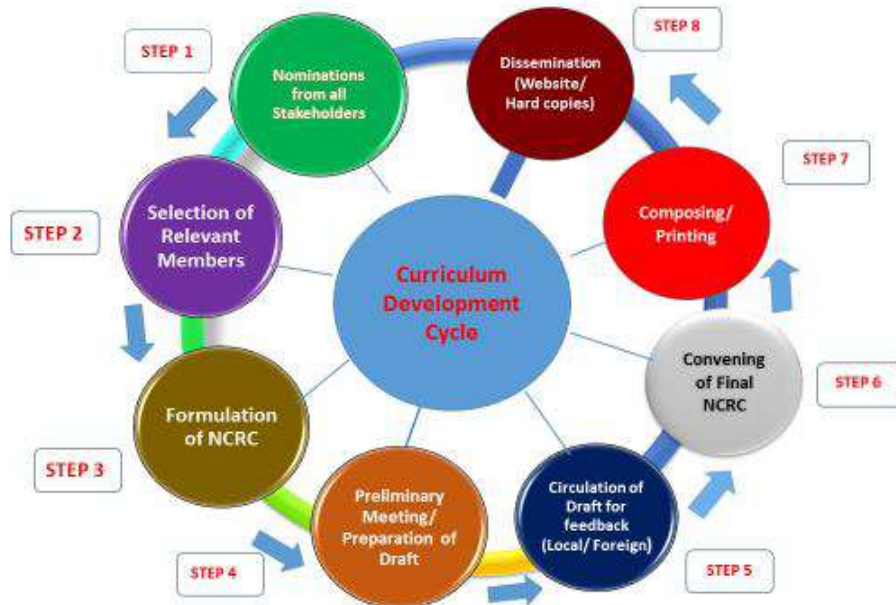 STEP 1
Nominations
from all
Stakeholders
STEP 2
Selection of
Relevant
Members
STEP 3
Formulation
of NCRC
STEP 4
Preliminary
Meeting/
Preparation of
Draft
STEP 5
Circulation of
Draft for
feedback
(Local/ Foreign)
STEP 6
Convening
of Final
NCRC
STEP 7
Composing/
Printing
STEP 8
Dissemination
(Website/
Hard copies)
Curriculum
Development
Cycle